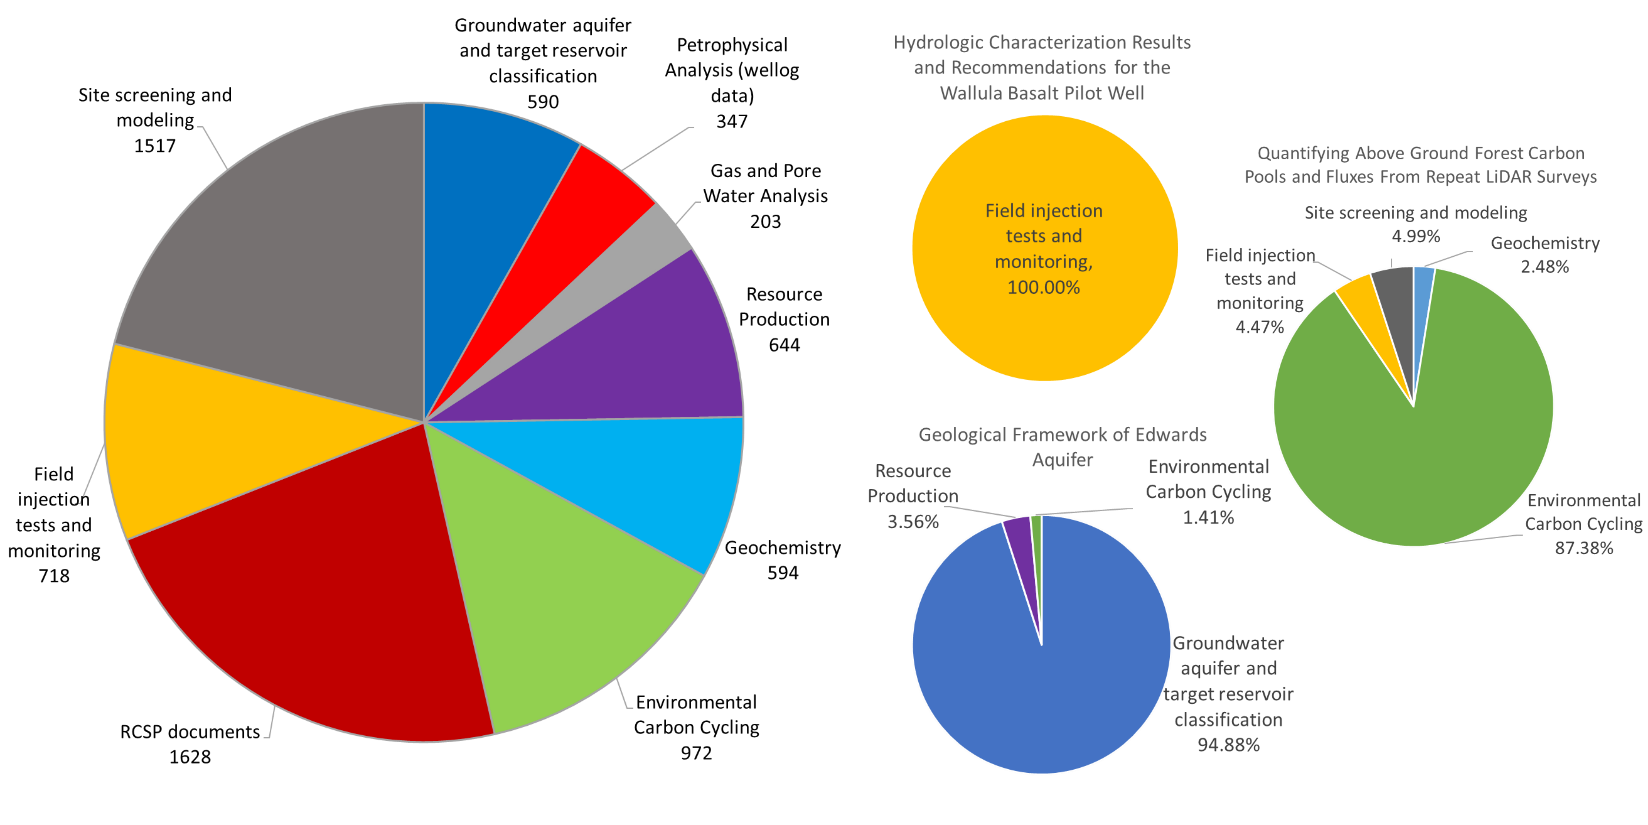 Groundwater aquifer
and target reservoir
classification
590
Petrophysical
Analysis (wellog
data)
347
Gas and Pore
Water Analysis
203
Resource
Production
644
Geochemistry
594
Environmental
Carbon Cycling
972
RCSP documents
1628
Field
injection
tests and
monitoring
718
Site screening and
modeling
1517
Hydrologic Characterization Results
and Recommendations for the
Wallula Basalt Pilot Well
Field injection
tests and
monitoring,
100.00%
Quantifying Above Ground Forest Carbon
Pools and Fluxes From Repeat LiDAR Surveys
Site screening and modeling
4.99%
Geochemistry
2.48%
Field injection
tests and
monitoring
4.47%
Environmental
Carbon Cycling
87.38%
Geological Framework of Edwards
Aquifer
Resource
Production
3.56%
Environmental
Carbon Cycling
1.41%
Groundwater
aquifer and
target reservoir
classification
94.88%